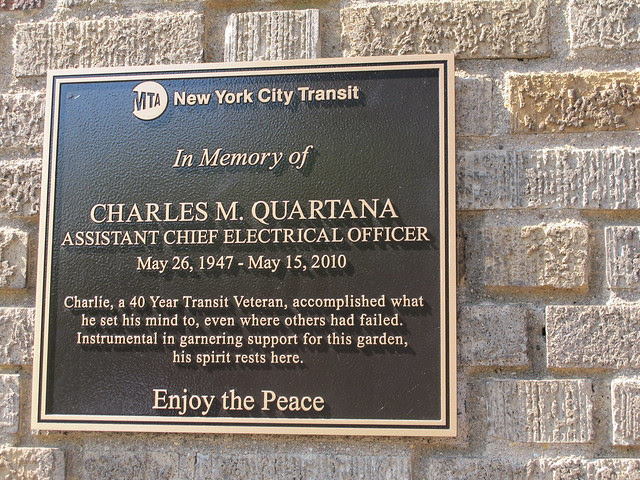 MTA New York City Transit
In Memory of
CHARLES M. QUARTANA
ASSISTANT CHIEF ELECTRICAL OFFICER
May 26, 1947 - May 15, 2010
Charlie, a 40 Year Transit Veteran, accomplished what
he set his mind to, even where others had failed.
Instrumental in garnering support for this garden,
his spirit rests here.
Enjoy the Peace